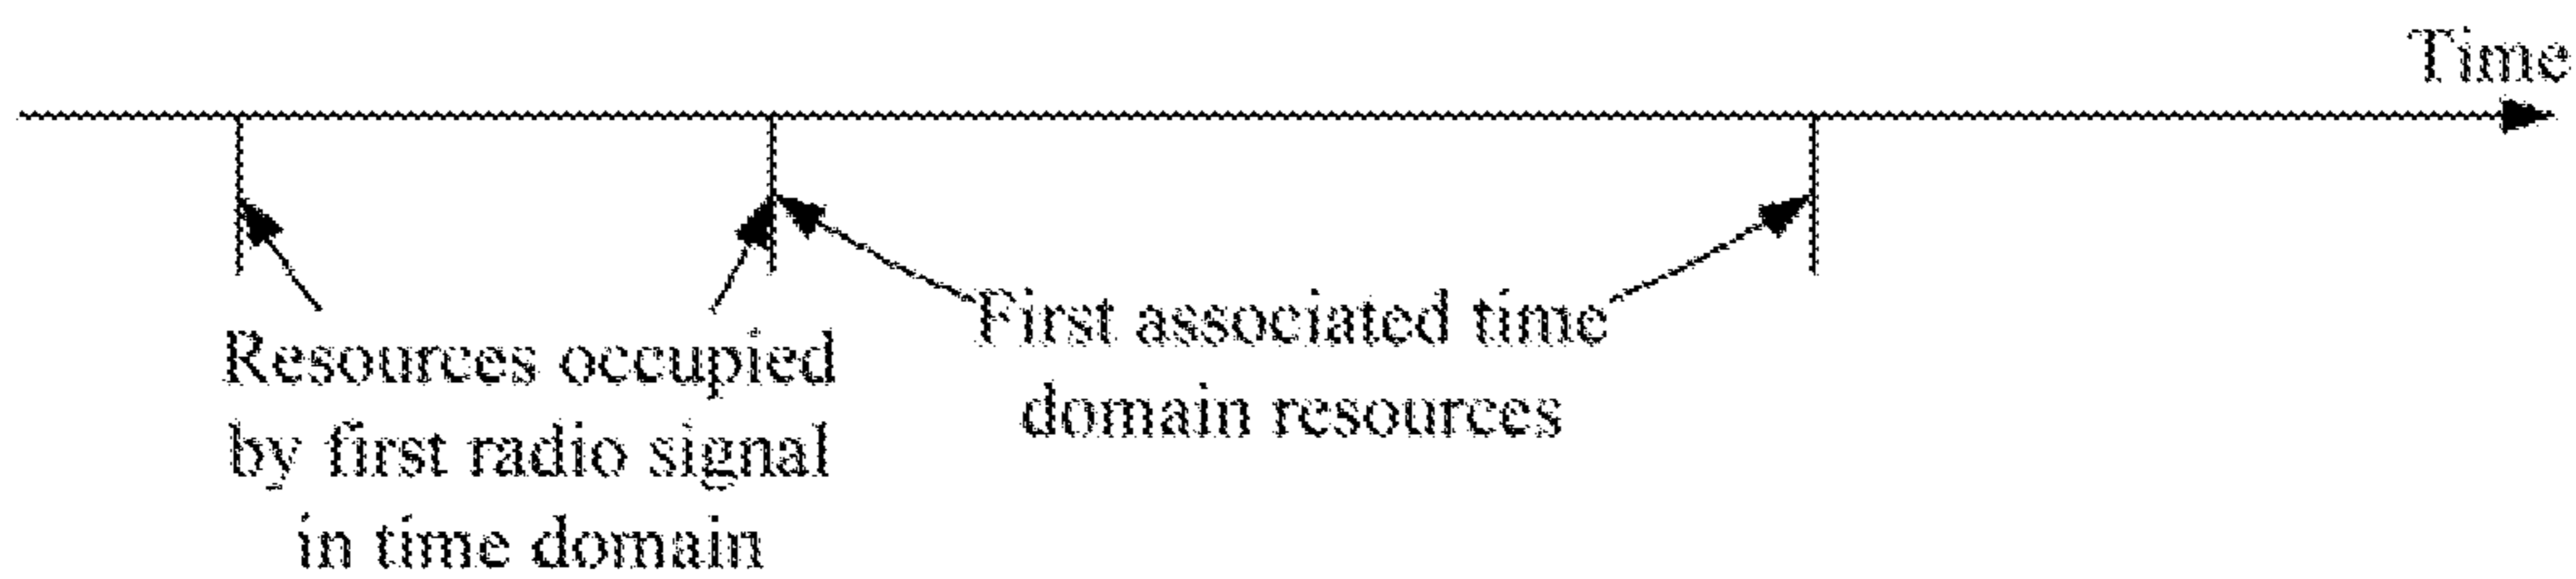 Time
First associated time
domain resources
Resources occupied
by first radio signal
in time domain